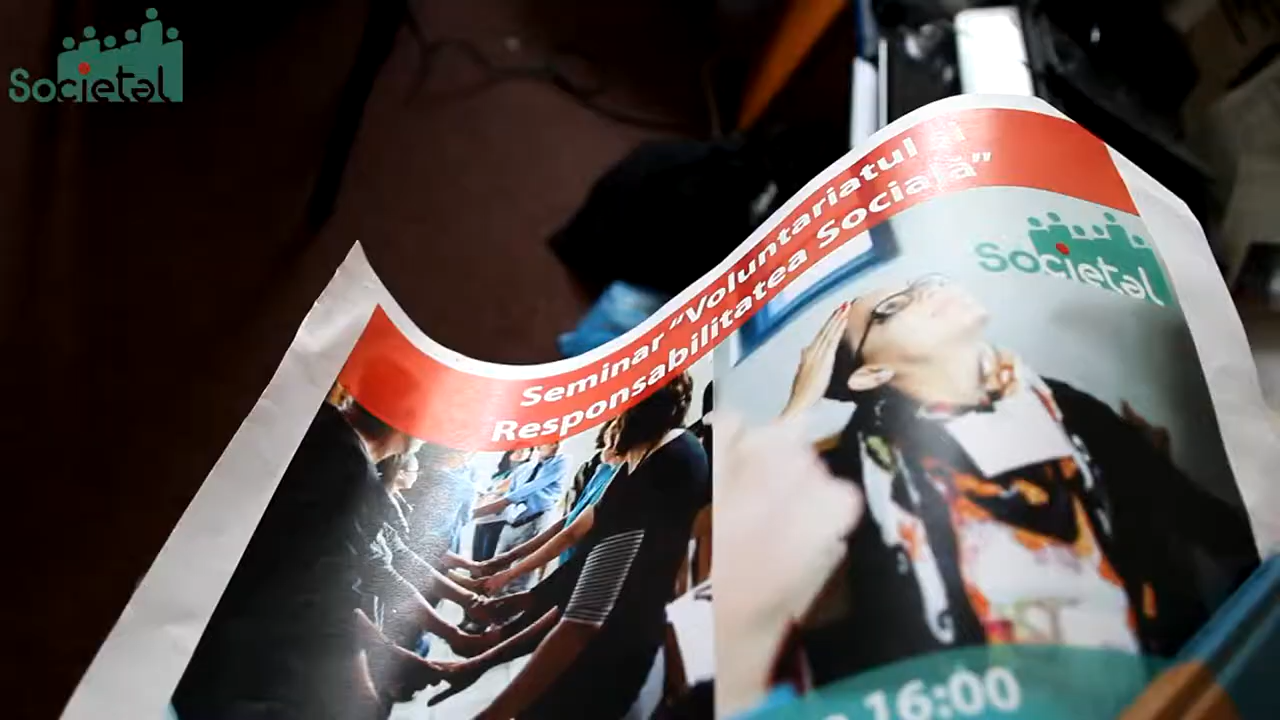 Societal
Seminar “Voluntariatul și
Responsabilitatea Socială”
Societal
16:00